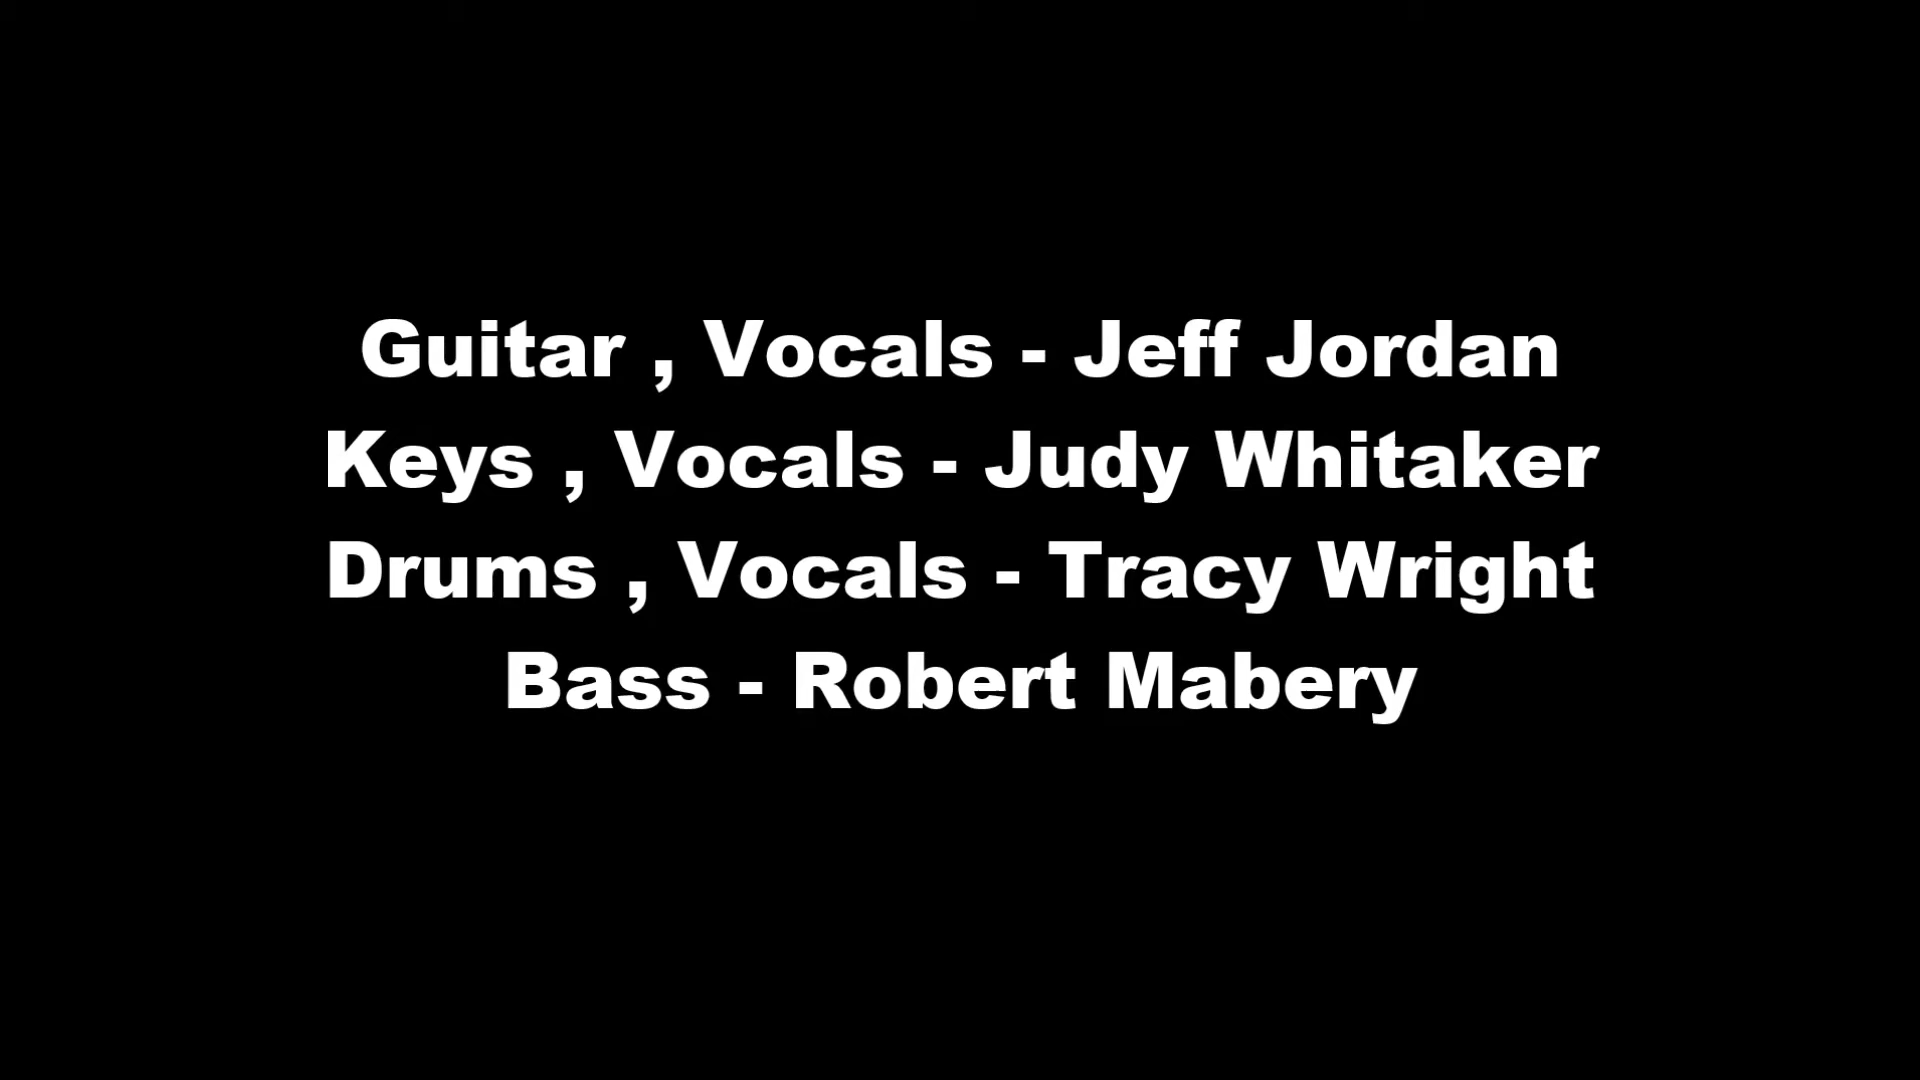 Guitar , Vocals - Jeff Jordan
Keys , Vocals - Judy Whitaker
Drums , Vocals - Tracy Wright
Bass - Robert Mabery